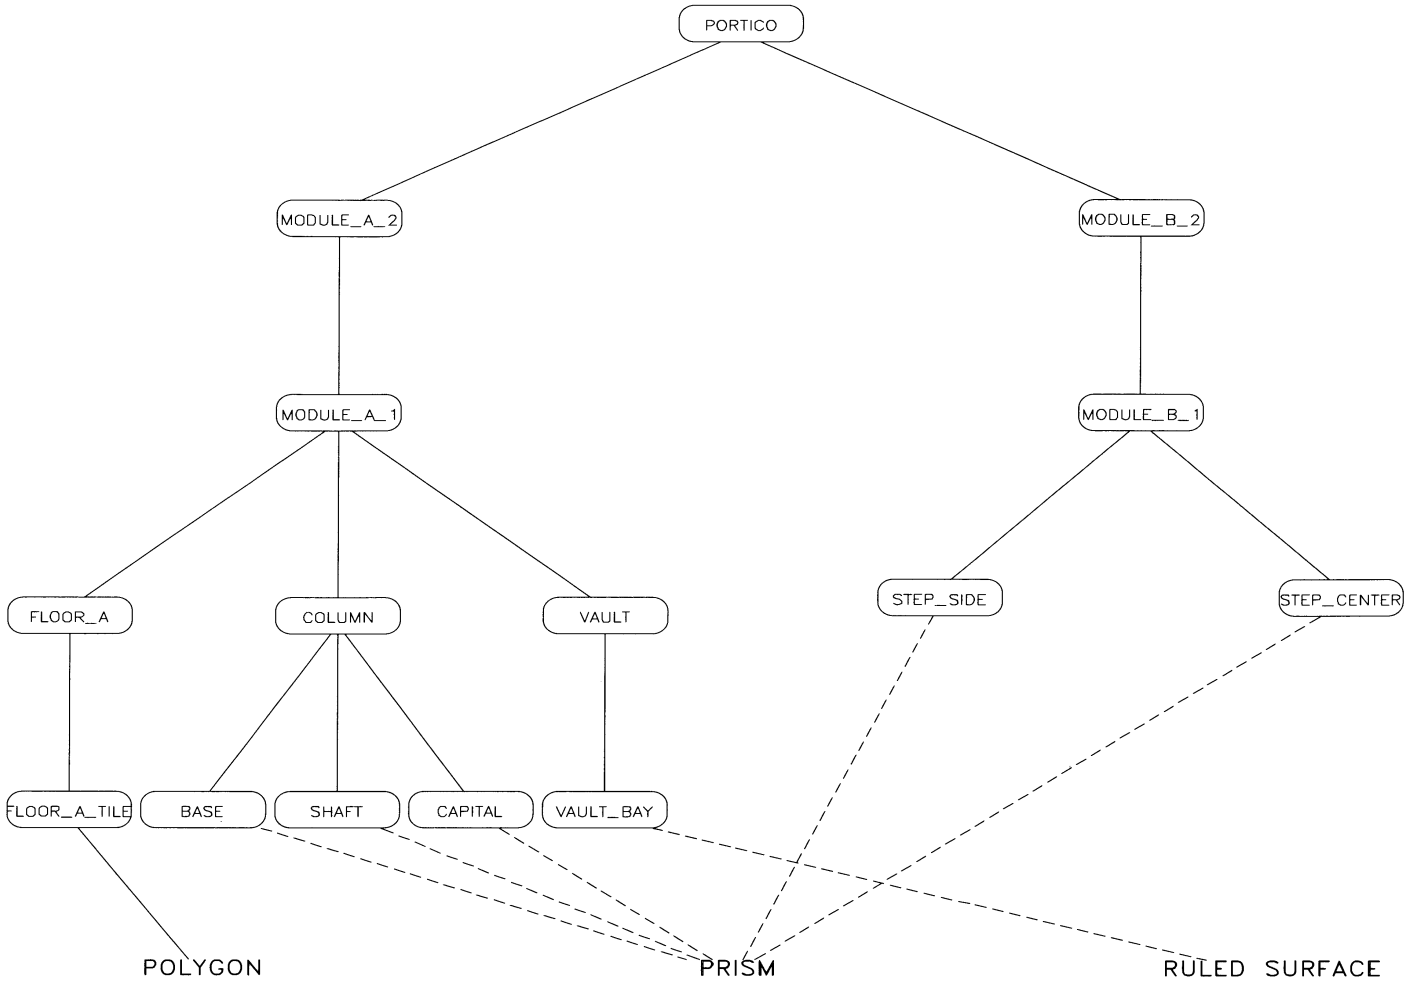 PORTICO
MODULE_A_2
MODULE_B_2
MODULE_A_1
MODULE_B_1
FLOOR_A
COLUMN
VAULT
STEP_SIDE
STEP_CENTER
FLOOR_A_TILE
BASE
SHAFT
CAPITAL
VAULT_BAY
POLYGON
PRISM
RULED SURFACE